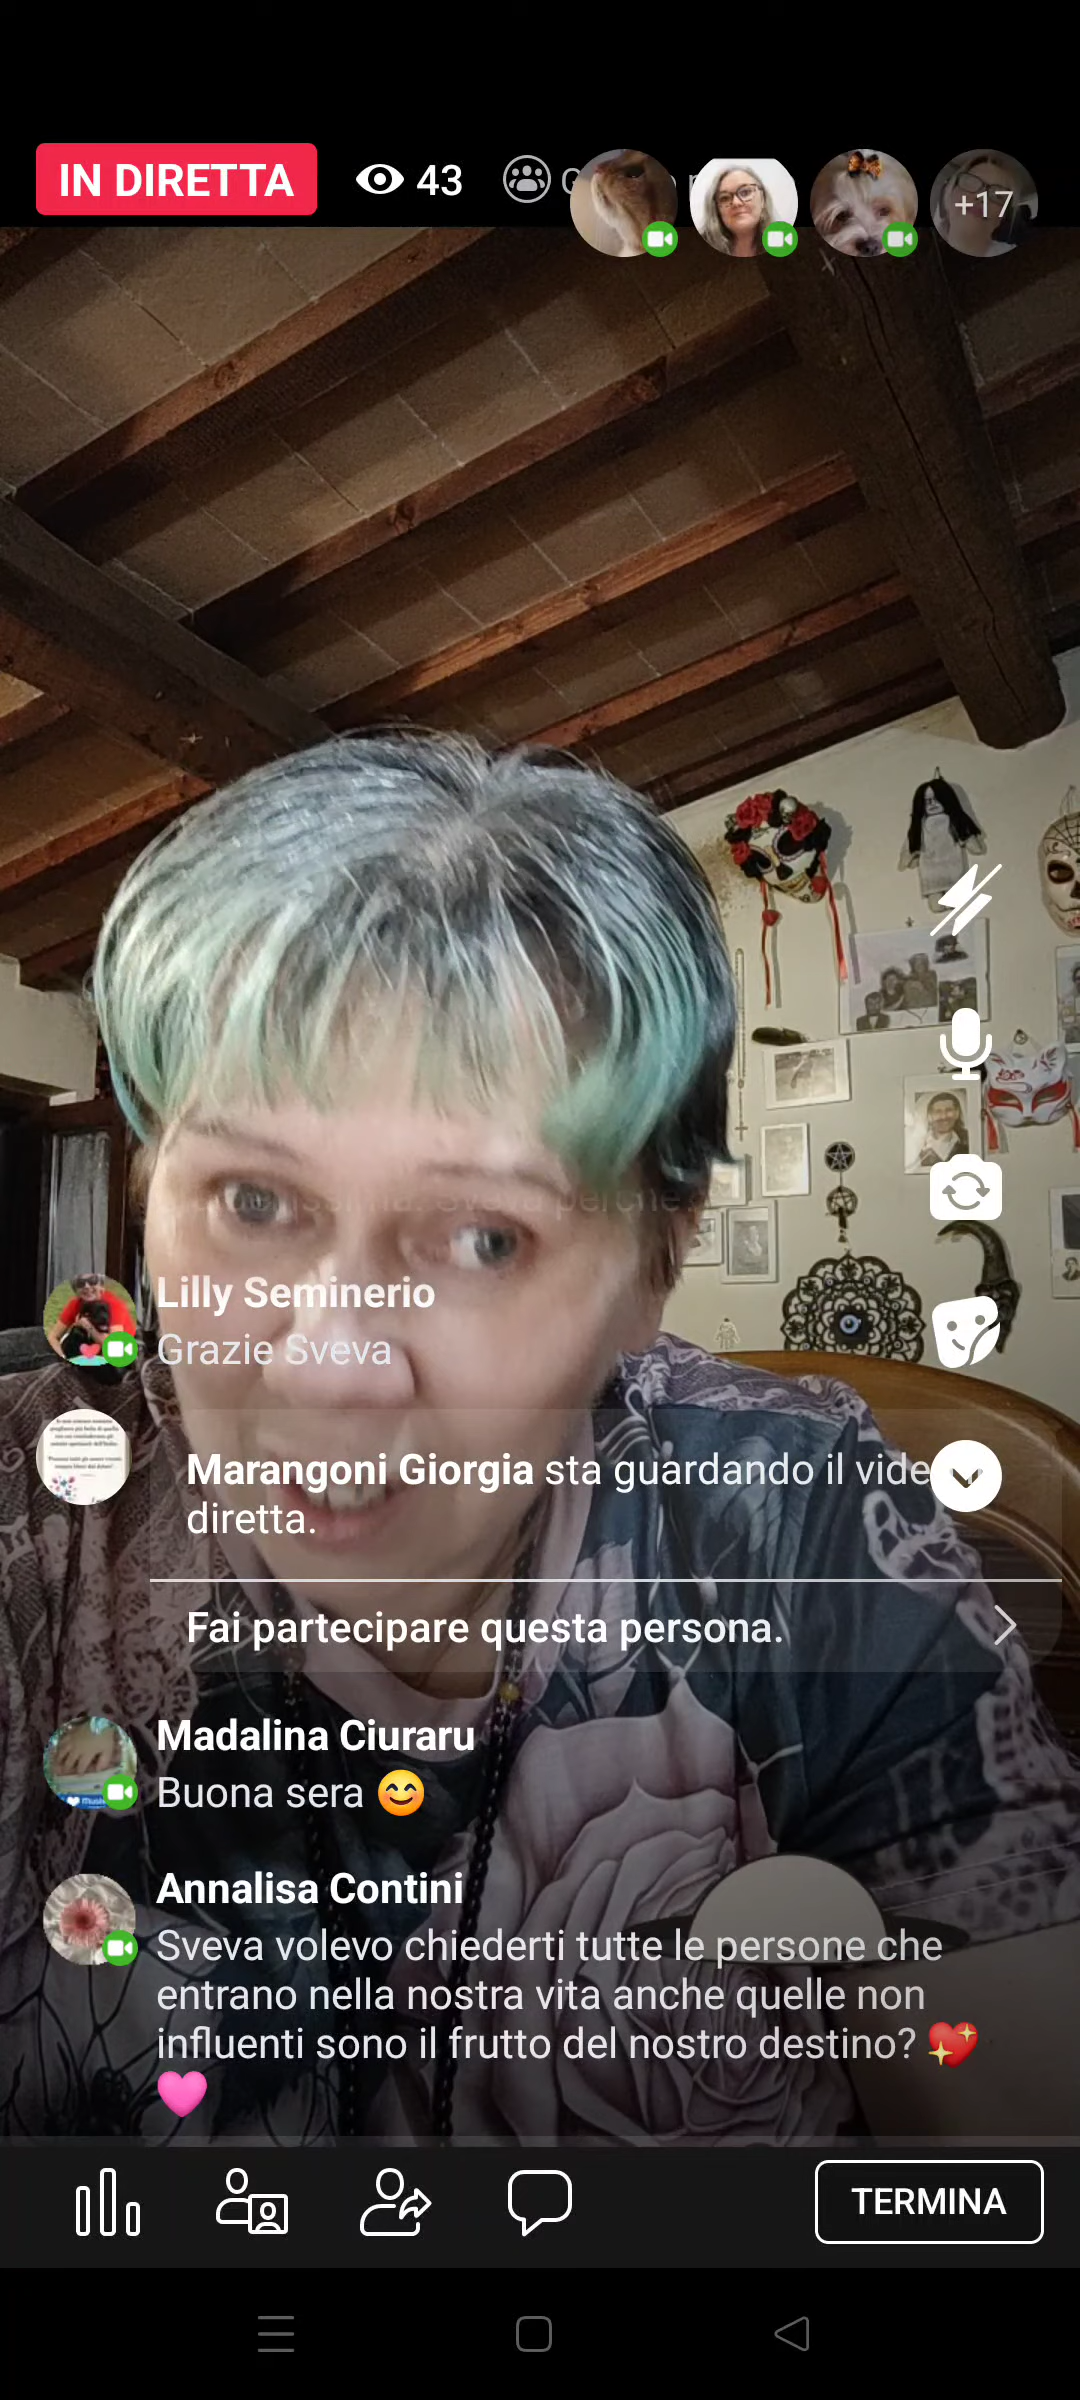 IN DIRETTA
43
+17
Lilly Seminerio
Grazie Sveva
Marangoni Giorgia sta guardando il vide
diretta.
Fai partecipare questa persona.
Madalina Ciuraru
Buona sera 😊
Annalisa Contini
Sveva volevo chiederti tutte le persone che
entrano nella nostra vita anche quelle non
influenti sono il frutto del nostro destino? 💖
🩷
TERMINA